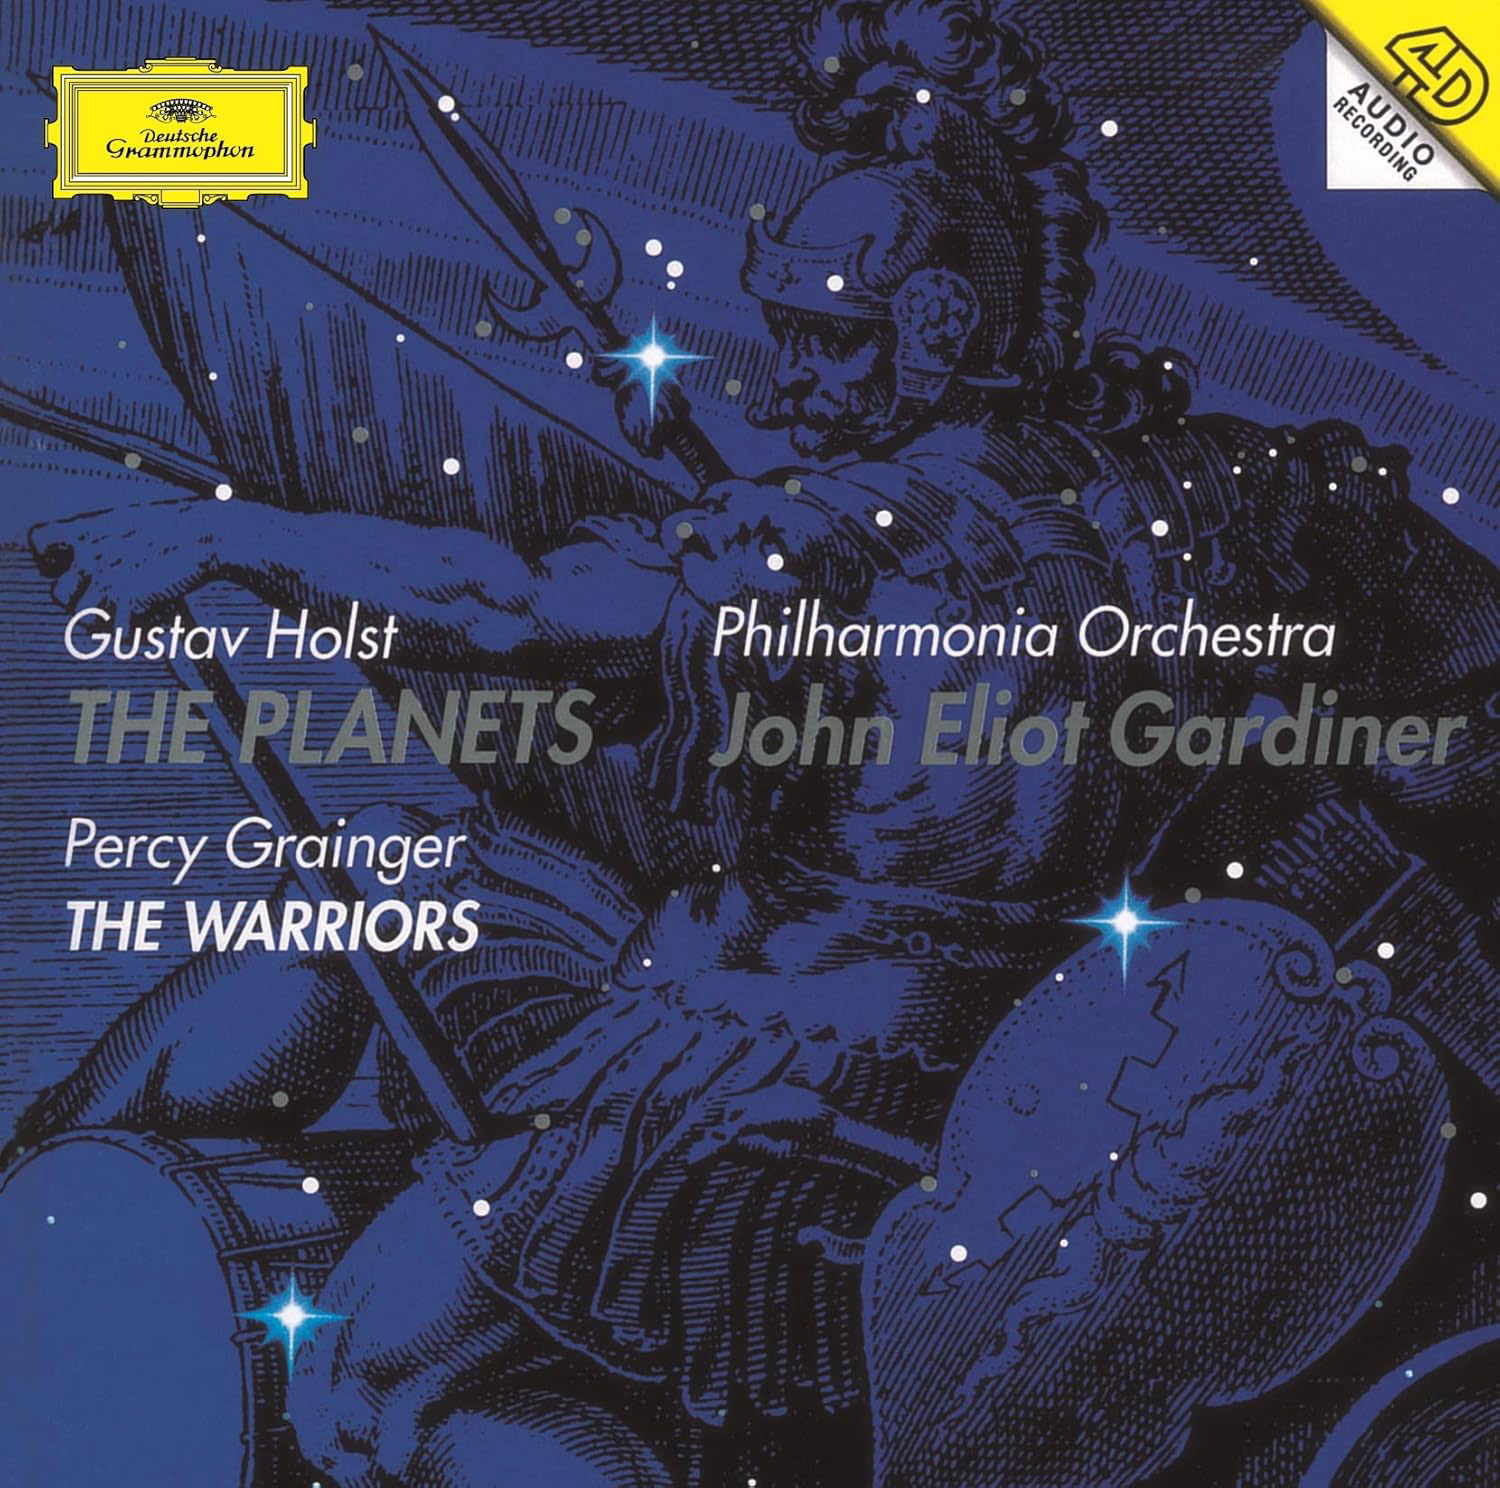 Deutsche
Grammophon
4D
AUDIO
RECORDING
Gustav Holst
THE PLANETS
Percy Grainger
THE WARRIORS
Philharmonia Orchestra
John Eliot Gardiner